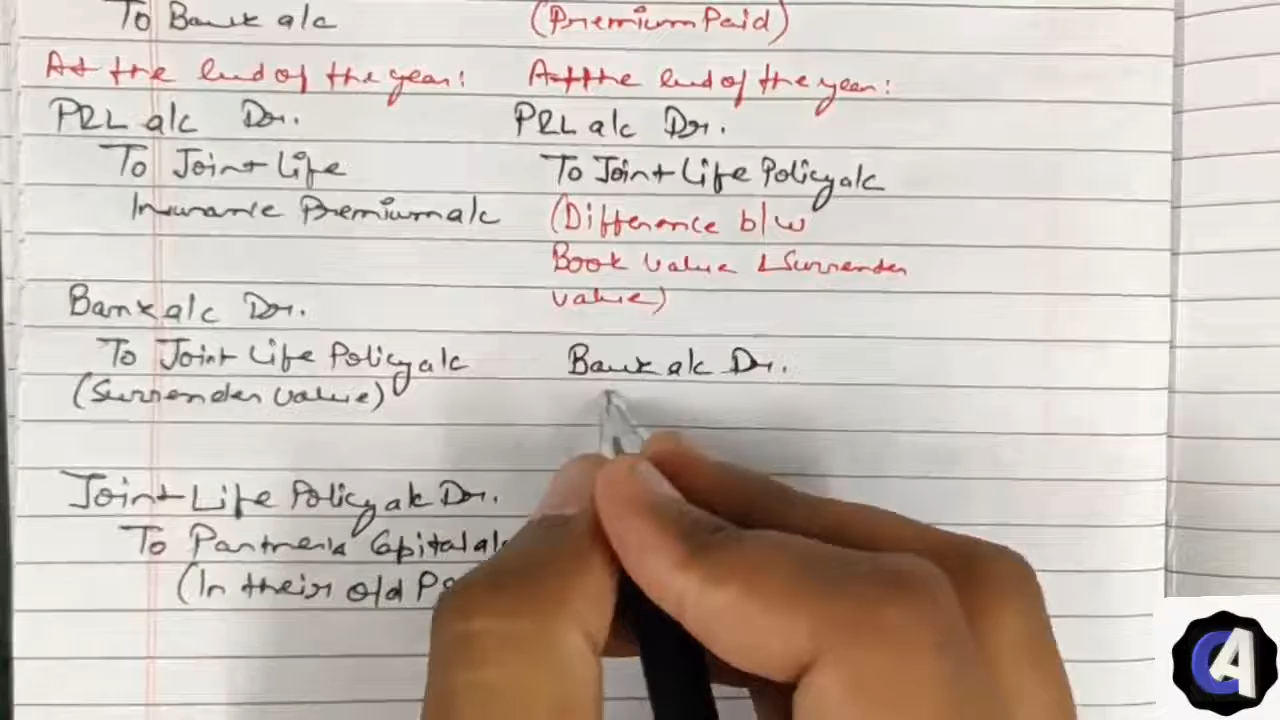 To Bank a/c
At the end of the year:
P&L a/c Dr.
To Joint Life
Insurance Premium a/c
Bank a/c Dr.
To Joint Life Policy a/c
(Surrender value)
Joint Life Policy a/c Dr.
To Partners Capital a/c
(In their old
(Premium Paid)
At the end of the year:
P&L a/c Dr.
To Joint Life Policy a/c
(Difference b/w
Book value & Surrender
value)
Bank a/c Dr.
CA